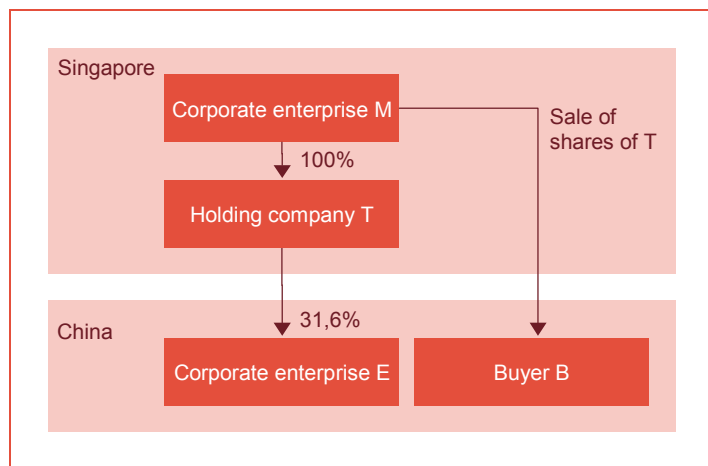 Singapore
Corporate enterprise M
Sale of
shares of T
100%
Holding company T
31,6%
China
Corporate enterprise E
Buyer B